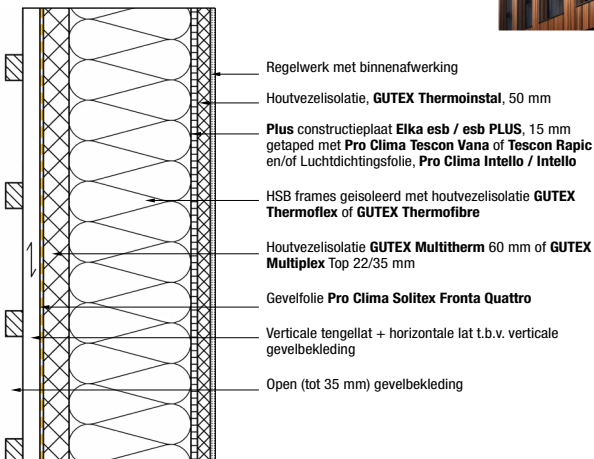 Regelwerk met binnenafwerking
Houtvezelisolatie, GUTEX Thermoinstal, 50 mm
Plus constructieplaat Elka esb / esb PLUS, 15 mm
getaped met Pro Clima Tescon Vana of Tescon Rapic
en/of Luchtdichtingsfolie, Pro Clima Intello / Intello
HSB frames geisoleerd met houtvezelisolatie GUTEX
Thermoflex of GUTEX Thermofibre
Houtvezelisolatie GUTEX Multitherm 60 mm of GUTEX
Multiplex Top 22/35 mm
Gevelfolie Pro Clima Solitex Fronta Quattro
Verticale tengellat + horizontale lat t.b.v. verticale
gevelbekleding
Open (tot 35 mm) gevelbekleding